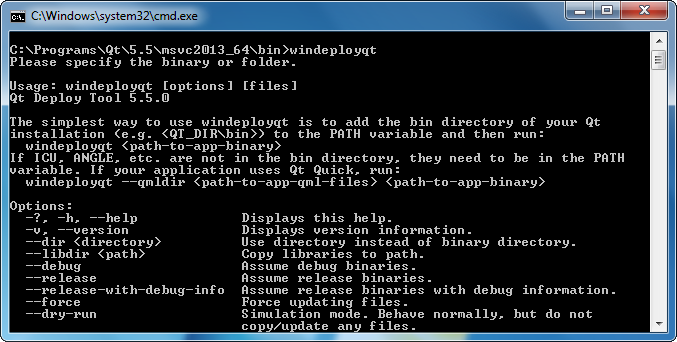 C:\Windows\system32\cmd.exe
C:\Programs\Qt\5.5\msvc2013_64\bin>windeployqt
Please specify the binary or folder.
Usage: windeployqt [options] [files]
Qt Deploy Tool 5.5.0
The simplest way to use windeployqt is to add the bin directory of your Qt
installation (e.g. <QT_DIR\bin>) to the PATH variable and then run:
windeployqt <path-to-app-binary>
If ICU, ANGLE, etc. are not in the bin directory, they need to be in the PATH
variable. If your application uses Qt Quick, run:
windeployqt --qmldir <path-to-app-qml-files> <path-to-app-binary>
Options:
-?, -h, --help Displays this help.
-v, --version Displays version information.
--dir <directory> Use directory instead of binary directory.
--libdir <path> Copy libraries to path.
--debug Assume debug binaries.
--release Assume release binaries.
--release-with-debug-info Assume release binaries with debug information.
--force Force updating files.
--dry-run Simulation mode. Behave normally, but do not
copy/update any files.